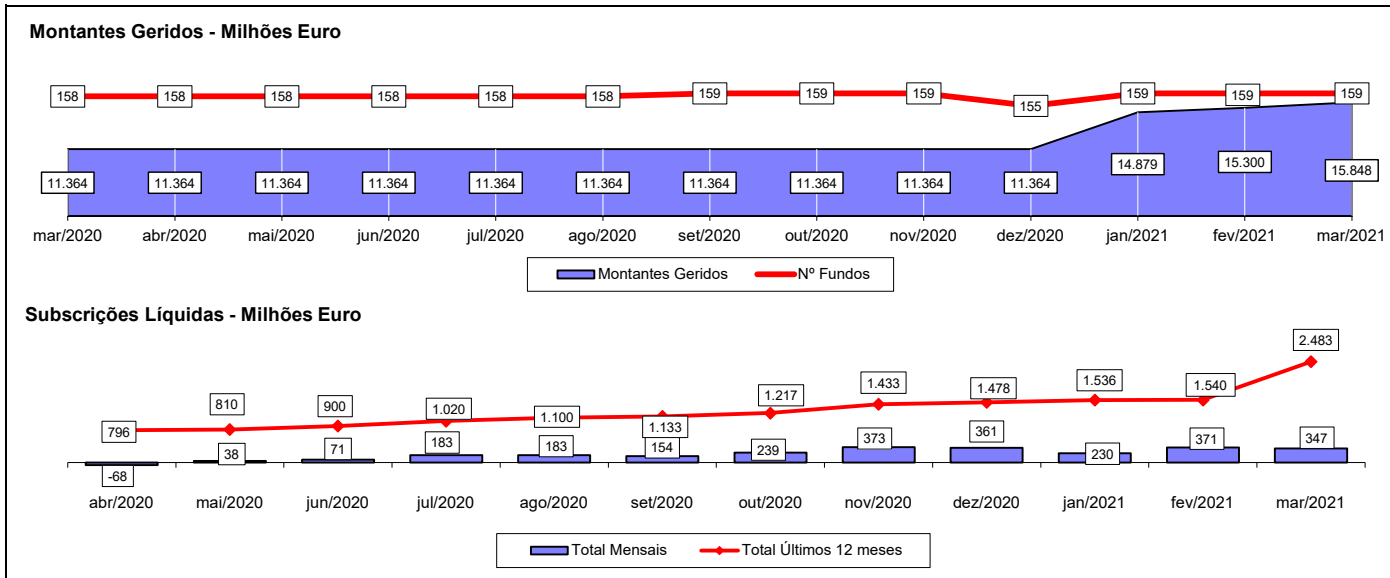 Montantes Geridos - Milhões Euro
158 158 158 158 158 158 159 159 159 155 159 159 159
11.364 11.364 11.364 11.364 11.364 11.364 11.364 11.364 11.364 11.364 14.879 15.300 15.848
mar/2020 abr/2020 mai/2020 jun/2020 jul/2020 ago/2020 set/2020 out/2020 nov/2020 dez/2020 jan/2021 fev/2021 mar/2021
Montantes Geridos Nº Fundos
Subscrições Líquidas - Milhões Euro
796 810 900 1.020 1.100 1.133 1.217 1.433 1.478 1.536 1.540 2.483
-68 38 71 183 183 154 239 373 361 230 371 347
abr/2020 mai/2020 jun/2020 jul/2020 ago/2020 set/2020 out/2020 nov/2020 dez/2020 jan/2021 fev/2021 mar/2021
Total Mensais Total Últimos 12 meses